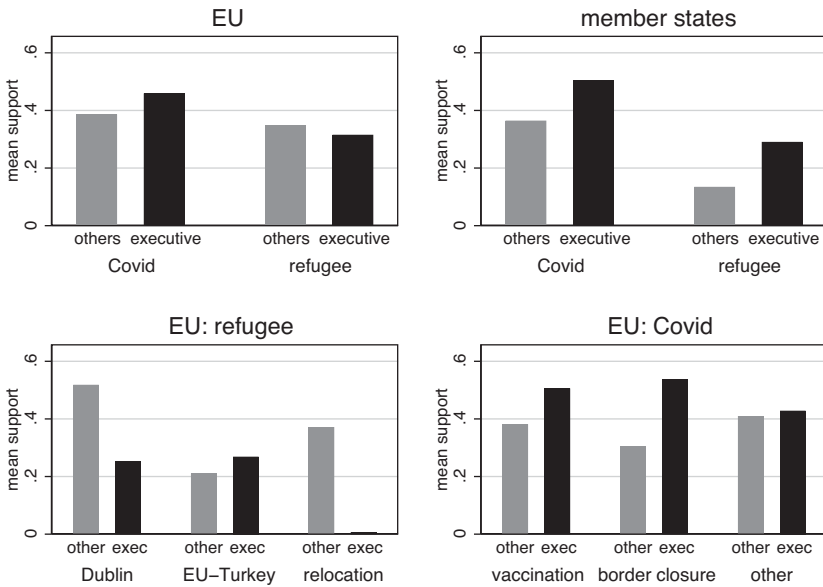 EU
mean support
.6
.4
.2
0
others executive others executive
Covid refugee
member states
mean support
.6
.4
.2
0
others executive others executive
Covid refugee
EU: refugee
mean support
.6
.4
.2
0
other exec other exec other exec
Dublin EU−Turkey relocation
EU: Covid
mean support
.6
.4
.2
0
other exec other exec other exec
vaccination border closure other